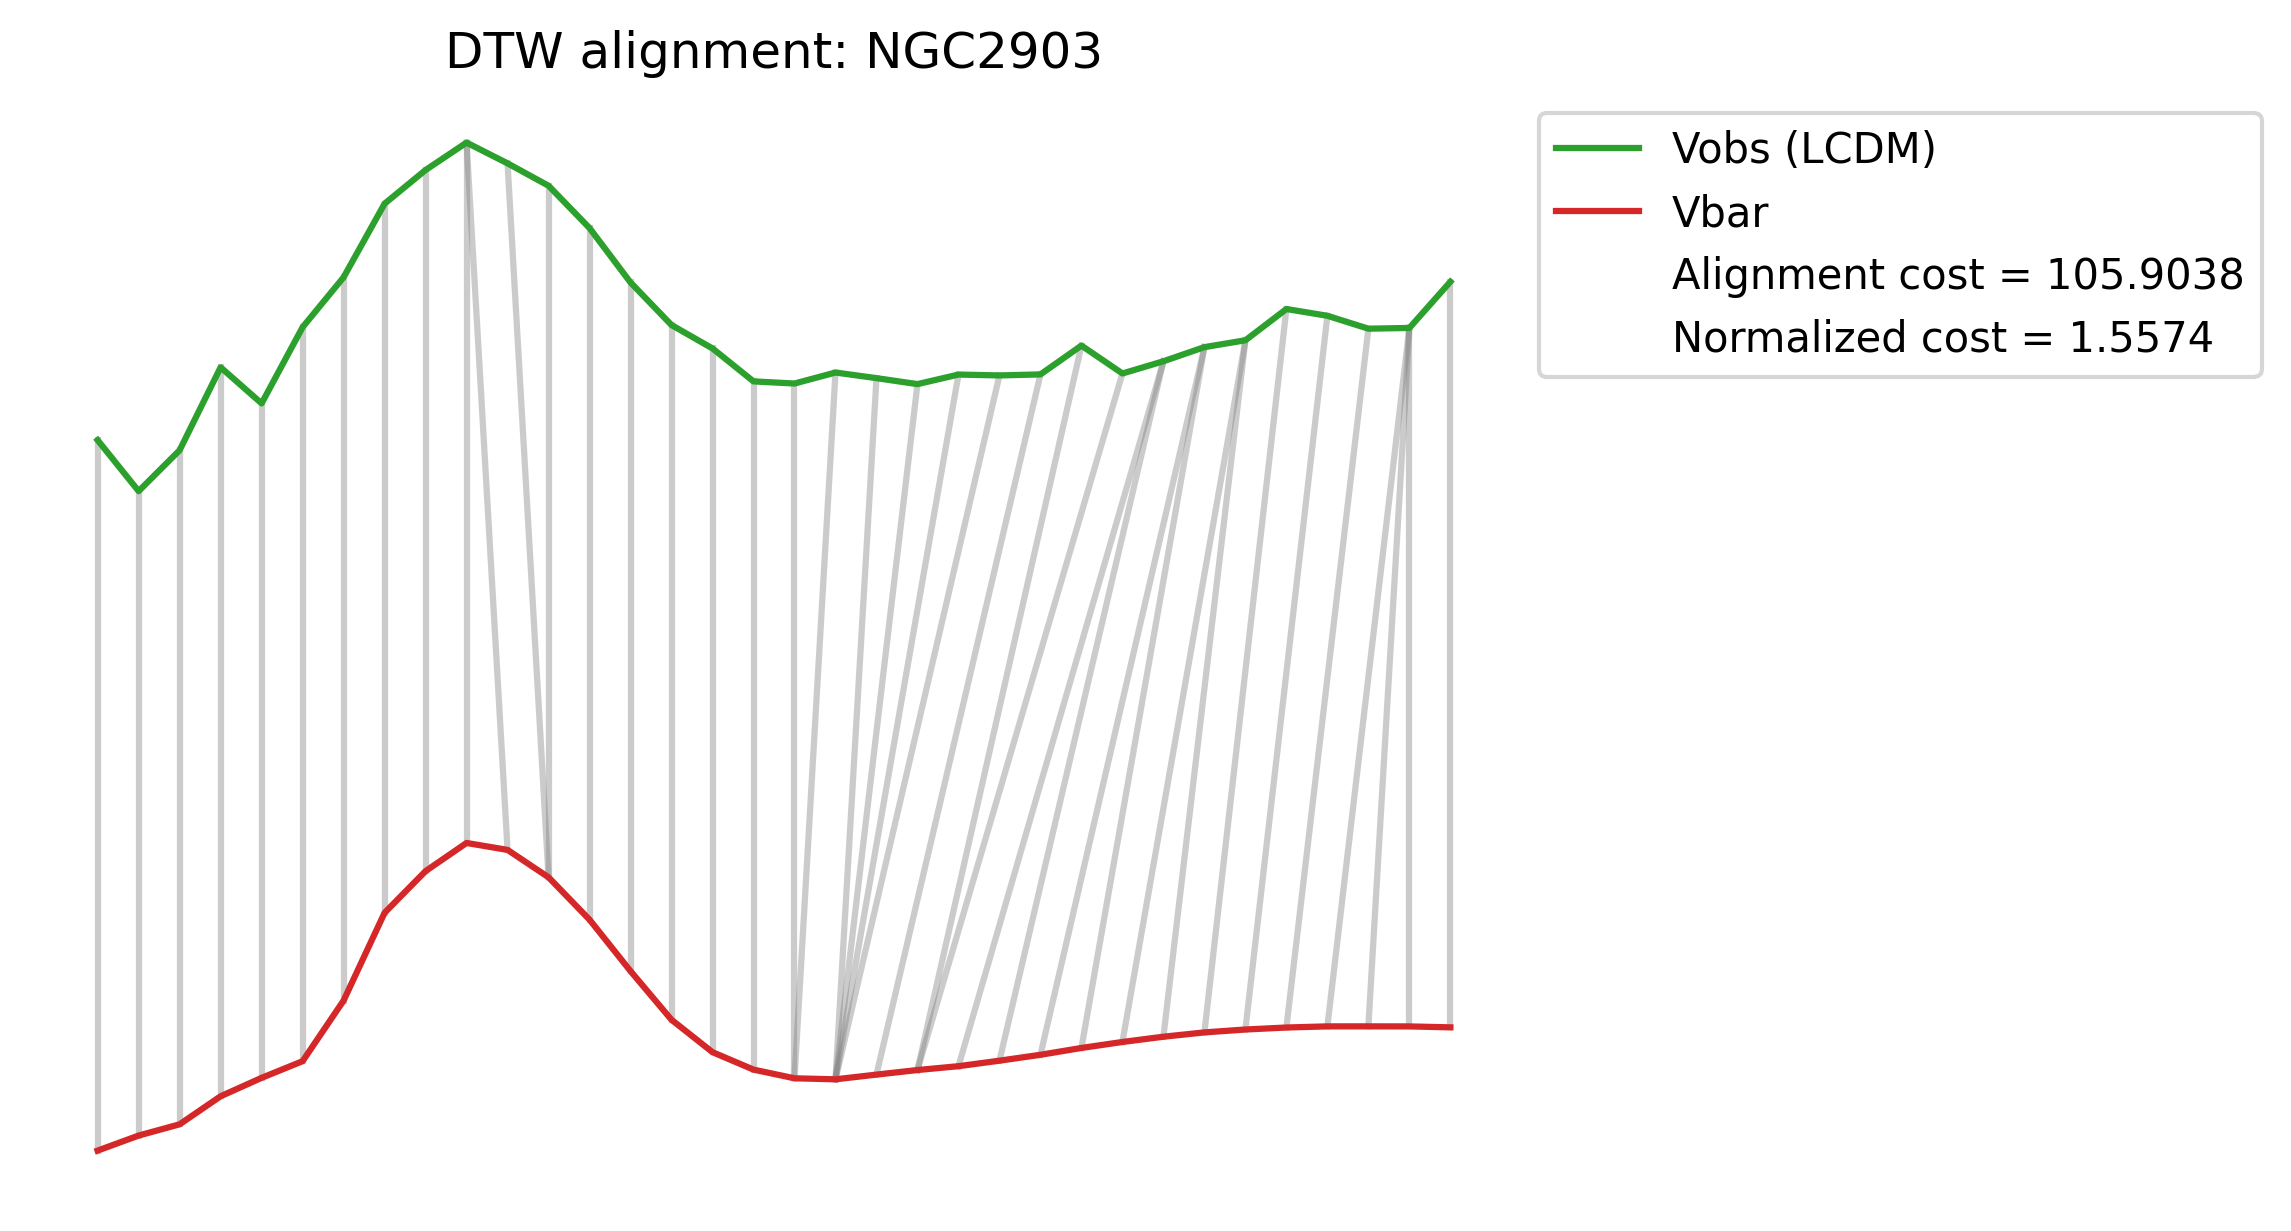 DTW alignment: NGC2903
Vobs (LCDM)
Vbar
Alignment cost = 105.9038
Normalized cost = 1.5574